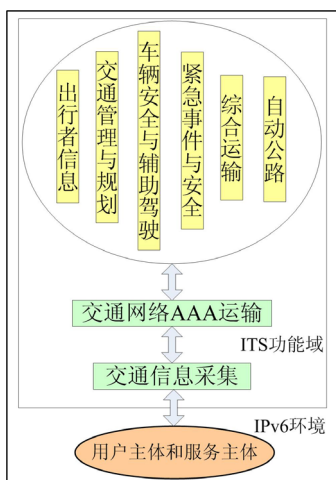 出行者信息
交通管理与规划
车辆安全与辅助驾驶
紧急事件与安全
综合运输
自动公路
交通网络AAA运输
ITS功能域
交通信息采集
IPv6环境
用户主体和服务主体